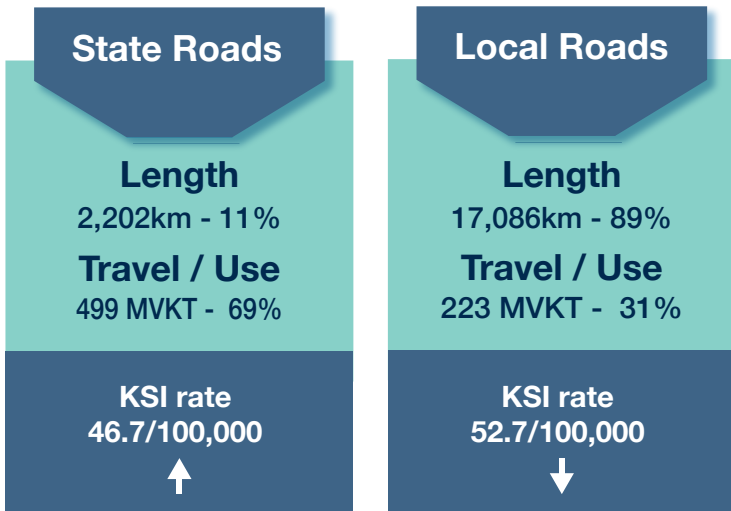 State Roads
Length
2,202km - 11%
Travel / Use
499 MVKT - 69%
KSI rate
46.7/100,000
Local Roads
Length
17,086km - 89%
Travel / Use
223 MVKT - 31%
KSI rate
52.7/100,000